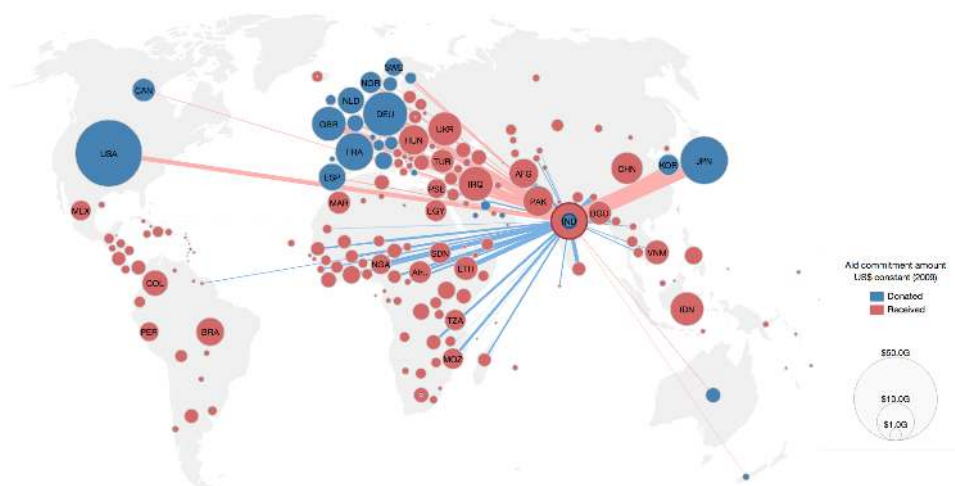 SWE
NOR
CAN
NLD
DEU
GBR
UKR
HUN
FRA
USA
TUR
CHN
KOR
JPN
AFG
ESP
IRQ
PSE
PAK
MAR
MEX
EGY
BGD
IND
SDN
VNM
NGA
Afr..
ETH
COL
IDN
TZA
PER
BRA
MOZ
Aid commitment amount
US$ constant (2009)
Donated
Received
$50.0G
$10.0G
$1.0G